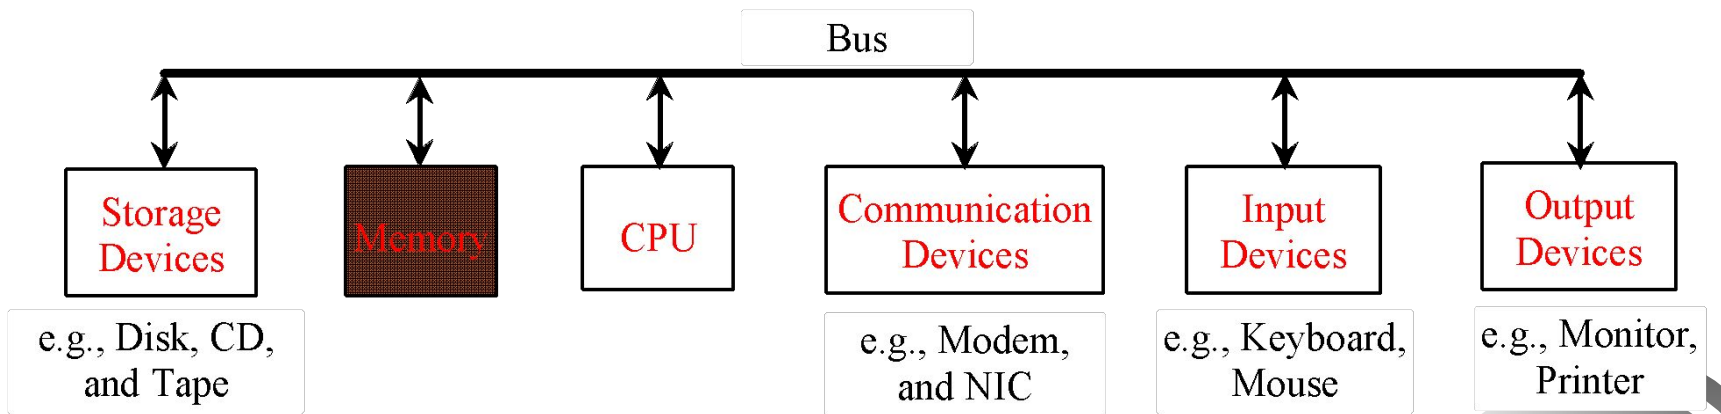 Bus
Storage
Devices
Memory
CPU
Communication
Devices
Input
Devices
Output
Devices
e.g., Disk, CD,
and Tape
e.g., Modem,
and NIC
e.g., Keyboard,
Mouse
e.g., Monitor,
Printer